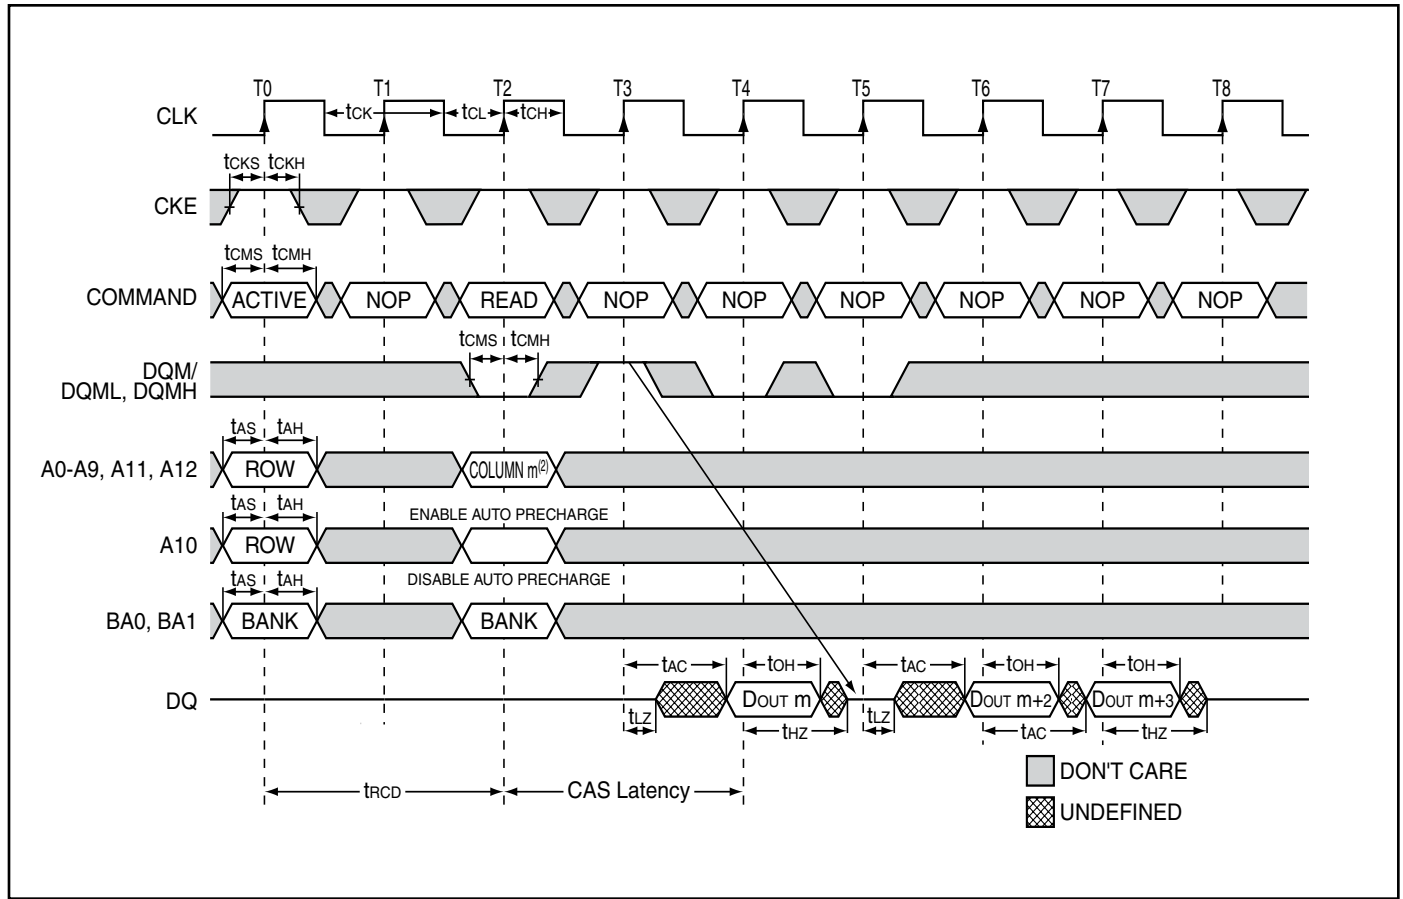 T0 T1 T2 T3 T4 T5 T6 T7 T8
CLK
tCK tCL tCH
tCKS tCKH
CKE
tCMS tCMH
COMMAND ACTIVE NOP READ NOP NOP NOP NOP NOP NOP
tCMS tCMH
DQM/
DQML, DQMH
tAS tAH
A0-A9, A11, A12 ROW COLUMN m(2)
tAS tAH ENABLE AUTO PRECHARGE
A10 ROW
tAS tAH DISABLE AUTO PRECHARGE
BA0, BA1 BANK BANK
tAC tOH tAC tOH tOH
DQ DOUT m DOUT m+2 DOUT m+3
tLZ tHZ tLZ tAC tHZ
DON'T CARE
tRCD CAS Latency
UNDEFINED